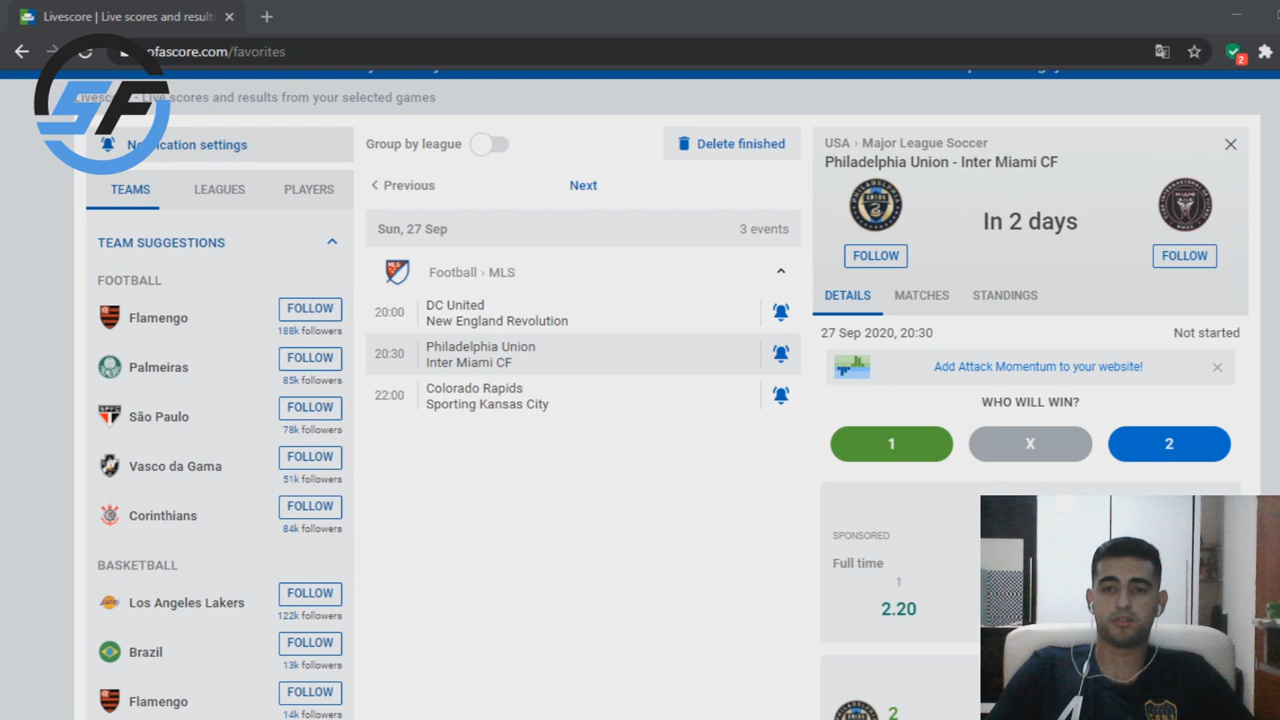 Livescore | Live scores and result
ofascore.com/favorites
2
SF
Livescore - Live scores and results from your selected games
Notification settings
TEAMS
LEAGUES
PLAYERS
TEAM SUGGESTIONS
FOOTBALL
Flamengo
FOLLOW
188k followers
Palmeiras
FOLLOW
85k followers
São Paulo
FOLLOW
78k followers
Vasco da Gama
FOLLOW
51k followers
Corinthians
FOLLOW
84k followers
BASKETBALL
Los Angeles Lakers
FOLLOW
122k followers
Brazil
FOLLOW
13k followers
Flamengo
FOLLOW
14k followers
Group by league
Delete finished
Previous
Next
Sun, 27 Sep
3 events
Football › MLS
20:00
DC United
New England Revolution
20:30
Philadelphia Union
Inter Miami CF
22:00
Colorado Rapids
Sporting Kansas City
USA › Major League Soccer
Philadelphia Union - Inter Miami CF
In 2 days
FOLLOW
FOLLOW
DETAILS
MATCHES
STANDINGS
27 Sep 2020, 20:30
Not started
Add Attack Momentum to your website!
WHO WILL WIN?
1
X
2
SPONSORED
Full time
1
2.20
2